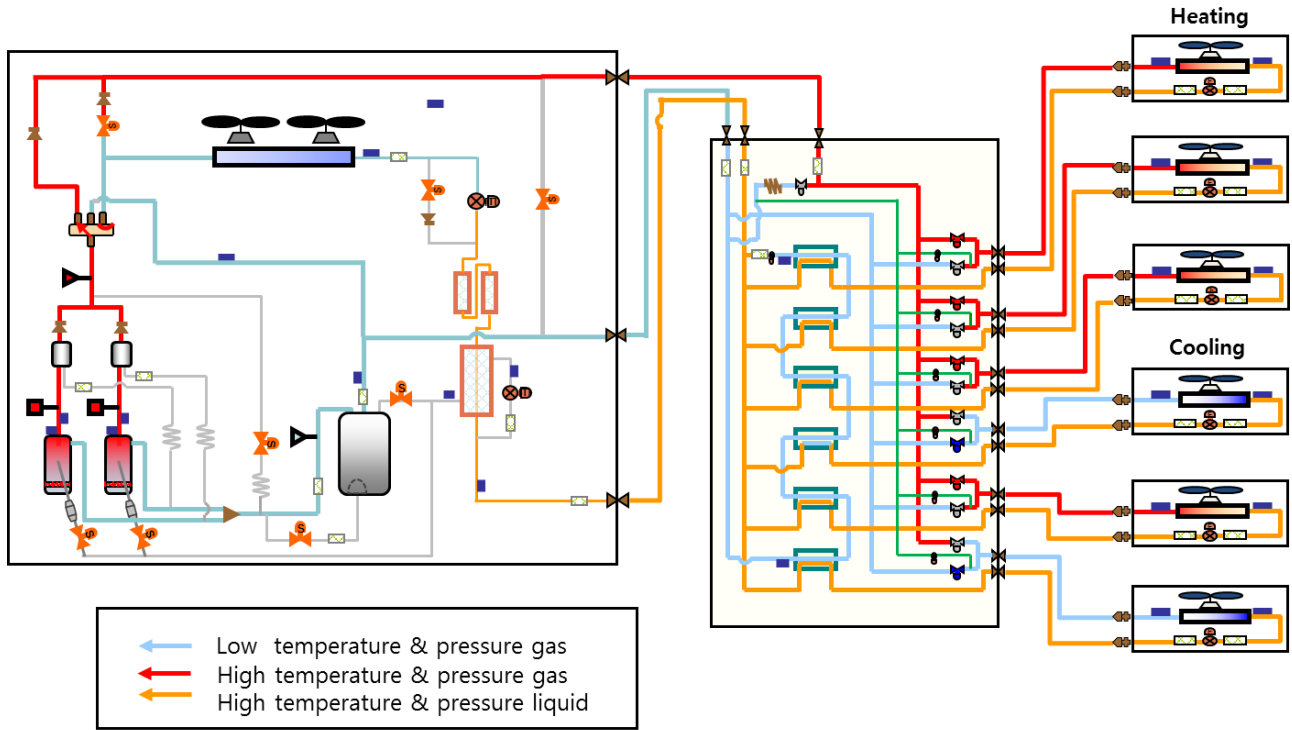 Heating
Cooling
S
S
S
S
S
S
S
S
Low temperature & pressure gas
High temperature & pressure gas
High temperature & pressure liquid